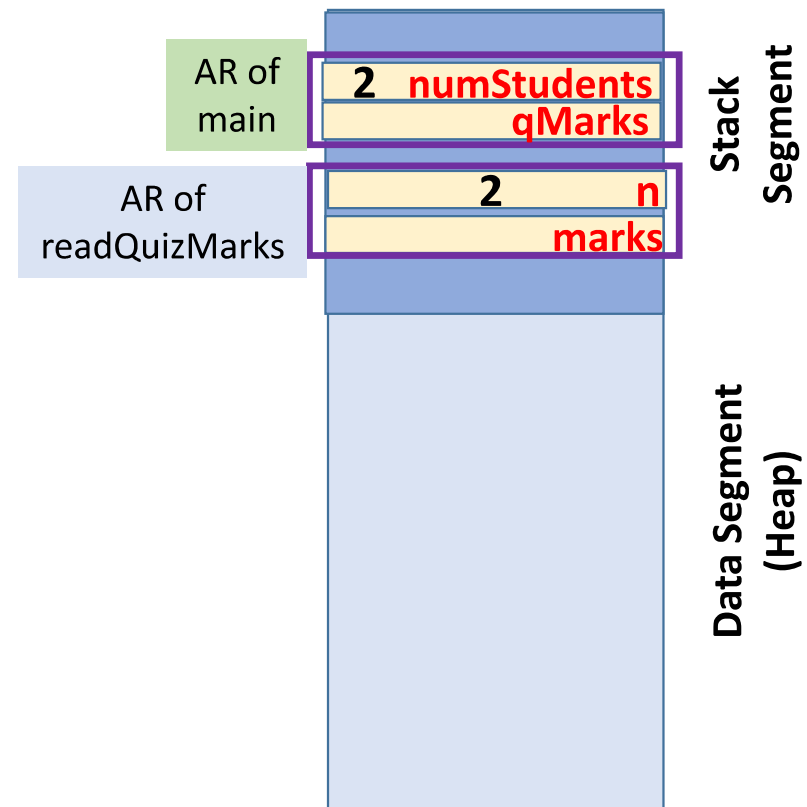 AR of
main
2 numStudents
qMarks
Stack
Segment
AR of
readQuizMarks
2 n
marks
Data Segment
(Heap)